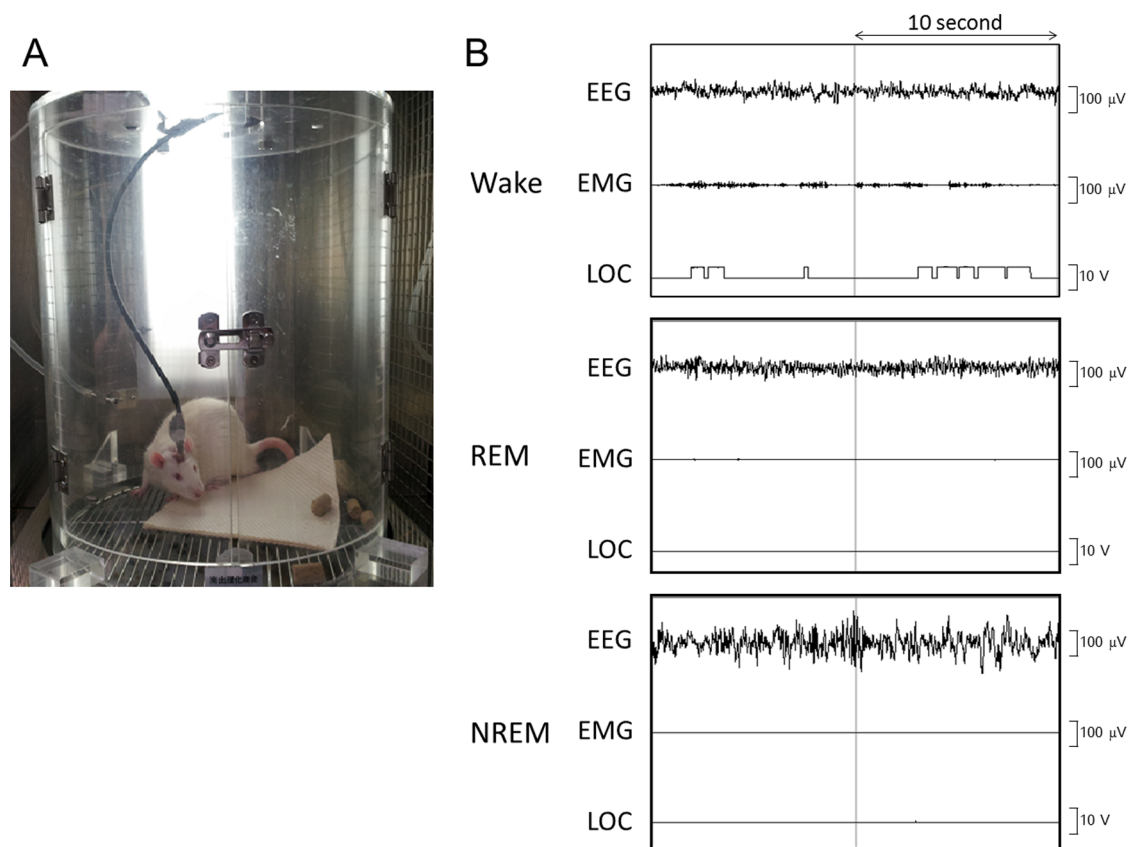 A
B
10 second
Wake
EEG
100 μV
EMG
100 μV
LOC
10 V
REM
EEG
100 μV
EMG
100 μV
LOC
10 V
NREM
EEG
100 μV
EMG
100 μV
LOC
10 V